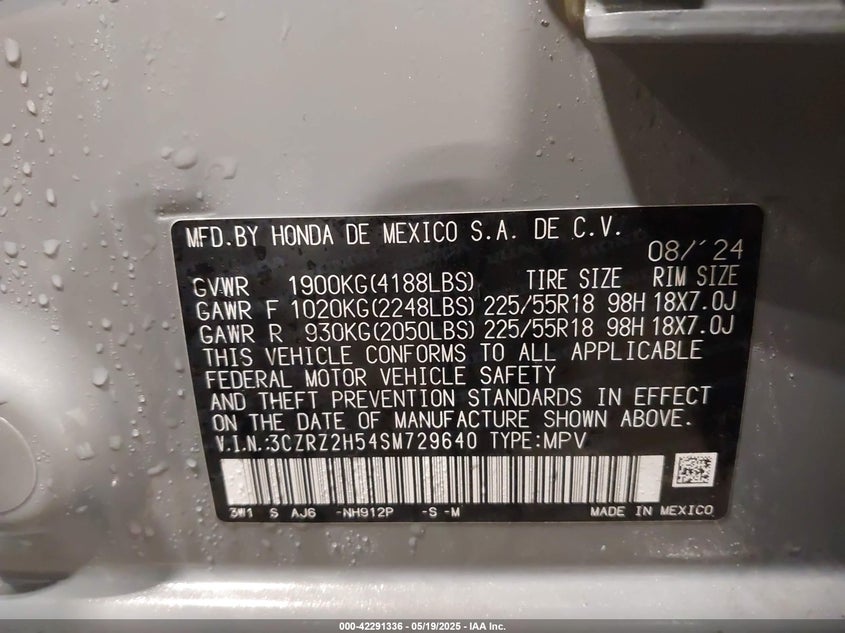 MFD.BY HONDA DE MEXICO S.A. DE C.V.
08/´24
GVWR 1900KG(4188LBS) TIRE SIZE RIM SIZE
GAWR F 1020KG(2248LBS) 225/55R18 98H 18X7.0J
GAWR R 930KG(2050LBS) 225/55R18 98H 18X7.0J
THIS VEHICLE CONFORMS TO ALL APPLICABLE
FEDERAL MOTOR VEHICLE SAFETY
AND THEFT PREVENTION STANDARDS IN EFFECT
ON THE DATE OF MANUFACTURE SHOWN ABOVE.
V.I.N.:3CZRZ2H54SM729640 TYPE:MPV
3W1 S AJ6 -NH912P -S -M MADE IN MEXICO
000-42291336 - 05/19/2025 - IAA Inc.